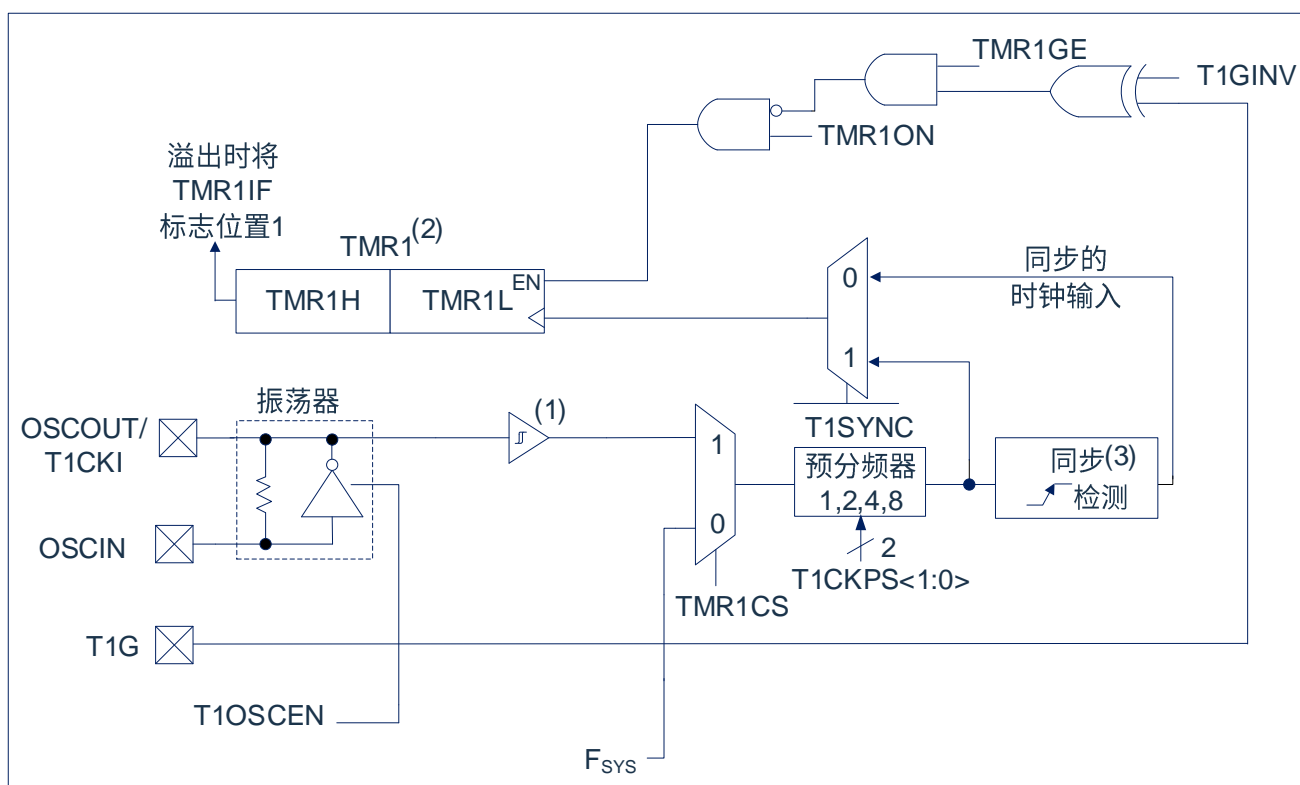 TMR1GE
T1GINV
TMR1ON
溢出时将
TMR1IF
标志位置1
TMR1(2)
EN
TMR1H
TMR1L
0
同步的
时钟输入
1
振荡器
(1)
OSCOUT/
T1CKI
1
T1SYNC
预分频器
1,2,4,8
同步(3)
检测
0
OSCIN
2
T1CKPS<1:0>
TMR1CS
T1G
T1OSCEN
FSYS